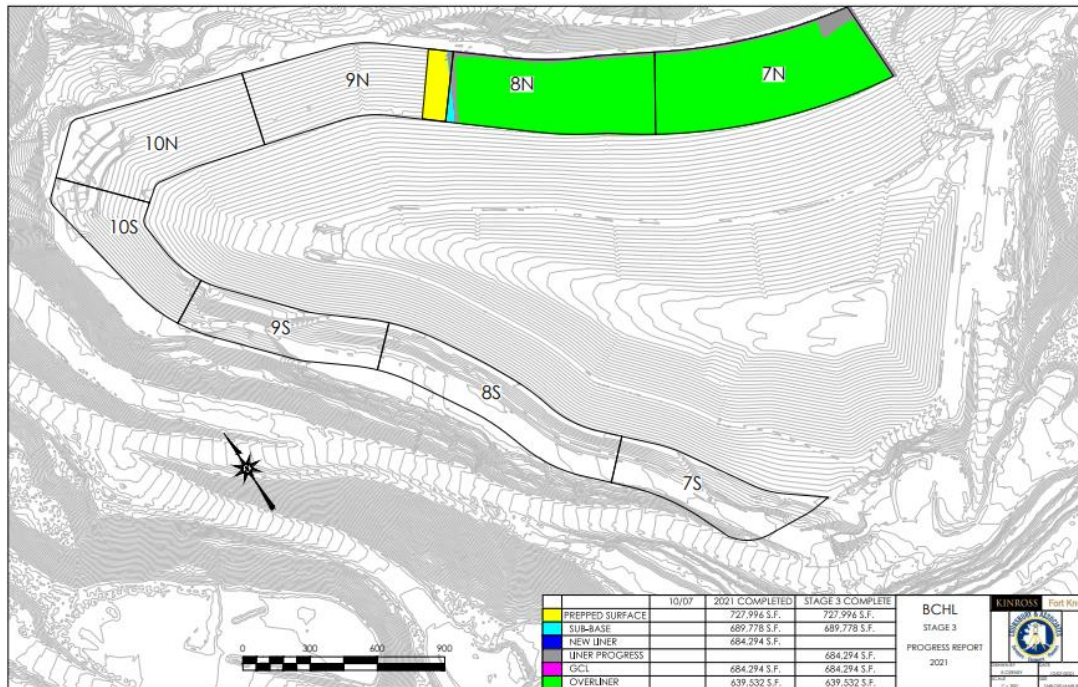 7N
8N
9N
10N
10S
9S
8S
7S
0 300 600 900
10/07 2021 COMPLETED STAGE 3 COMPLETE
PREPPED SURFACE 727,996 S.F. 727,996 S.F.
SUB-BASE 689,778 S.F. 689,778 S.F.
NEW LINER 684,294 S.F.
LINER PROGRESS 684,294 S.F.
GCL 684,294 S.F. 684,294 S.F.
OVERLINER 639,532 S.F. 639,532 S.F.
BCHL
STAGE 3
PROGRESS REPORT
2021
KINROSS Fort Kn